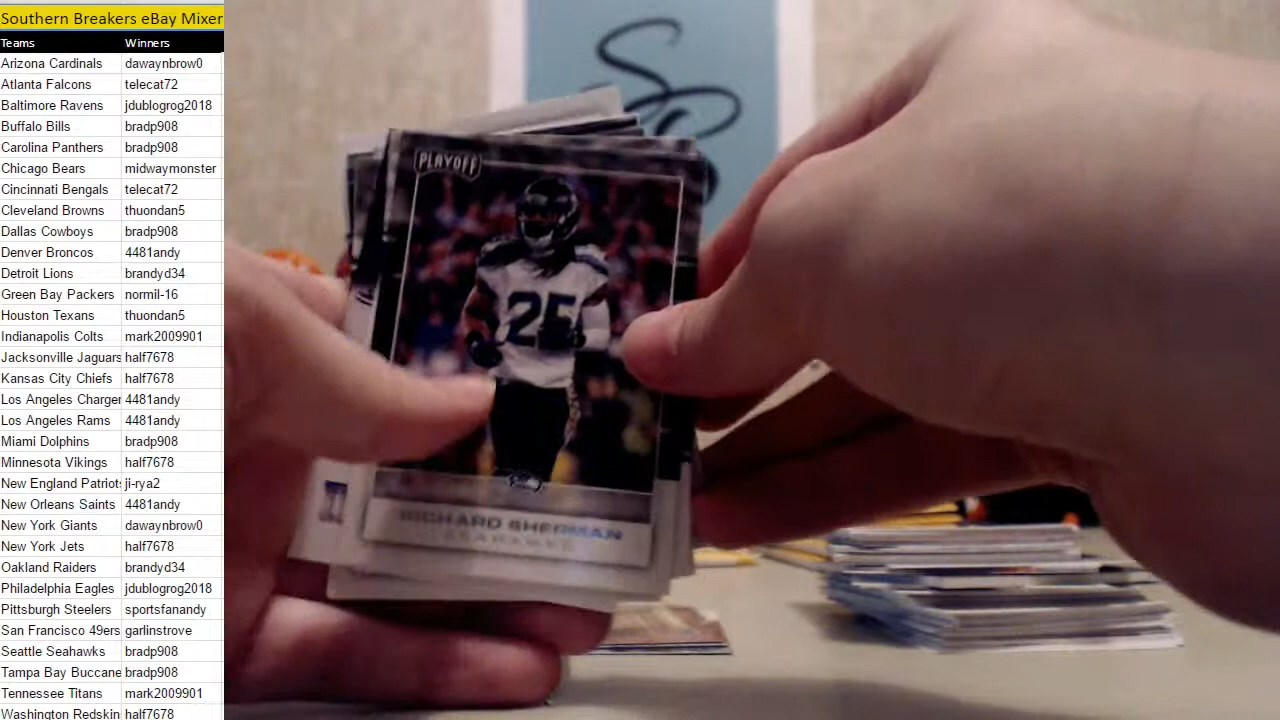 Southern Breakers eBay Mixer
Teams Winners
Arizona Cardinals dawaynbrow0
Atlanta Falcons telecat72
Baltimore Ravens jdublogrog2018
Buffalo Bills bradp908
Carolina Panthers bradp908
Chicago Bears midwaymonster
Cincinnati Bengals telecat72
Cleveland Browns thuondan5
Dallas Cowboys bradp908
Denver Broncos 4481andy
Detroit Lions brandyd34
Green Bay Packers normil-16
Houston Texans thuondan5
Indianapolis Colts mark2009901
Jacksonville Jaguars half7678
Kansas City Chiefs half7678
Los Angeles Charger 4481andy
Los Angeles Rams 4481andy
Miami Dolphins bradp908
Minnesota Vikings half7678
New England Patriots ji-rya2
New Orleans Saints 4481andy
New York Giants dawaynbrow0
New York Jets half7678
Oakland Raiders brandyd34
Philadelphia Eagles jdublogrog2018
Pittsburgh Steelers sportsfanandy
San Francisco 49ers garlinstrove
Seattle Seahawks bradp908
Tampa Bay Buccane bradp908
Tennessee Titans mark2009901
Washington Redskin half7678
PLAYOFF
25
RICHARD SHERMAN
SEAHAWKS